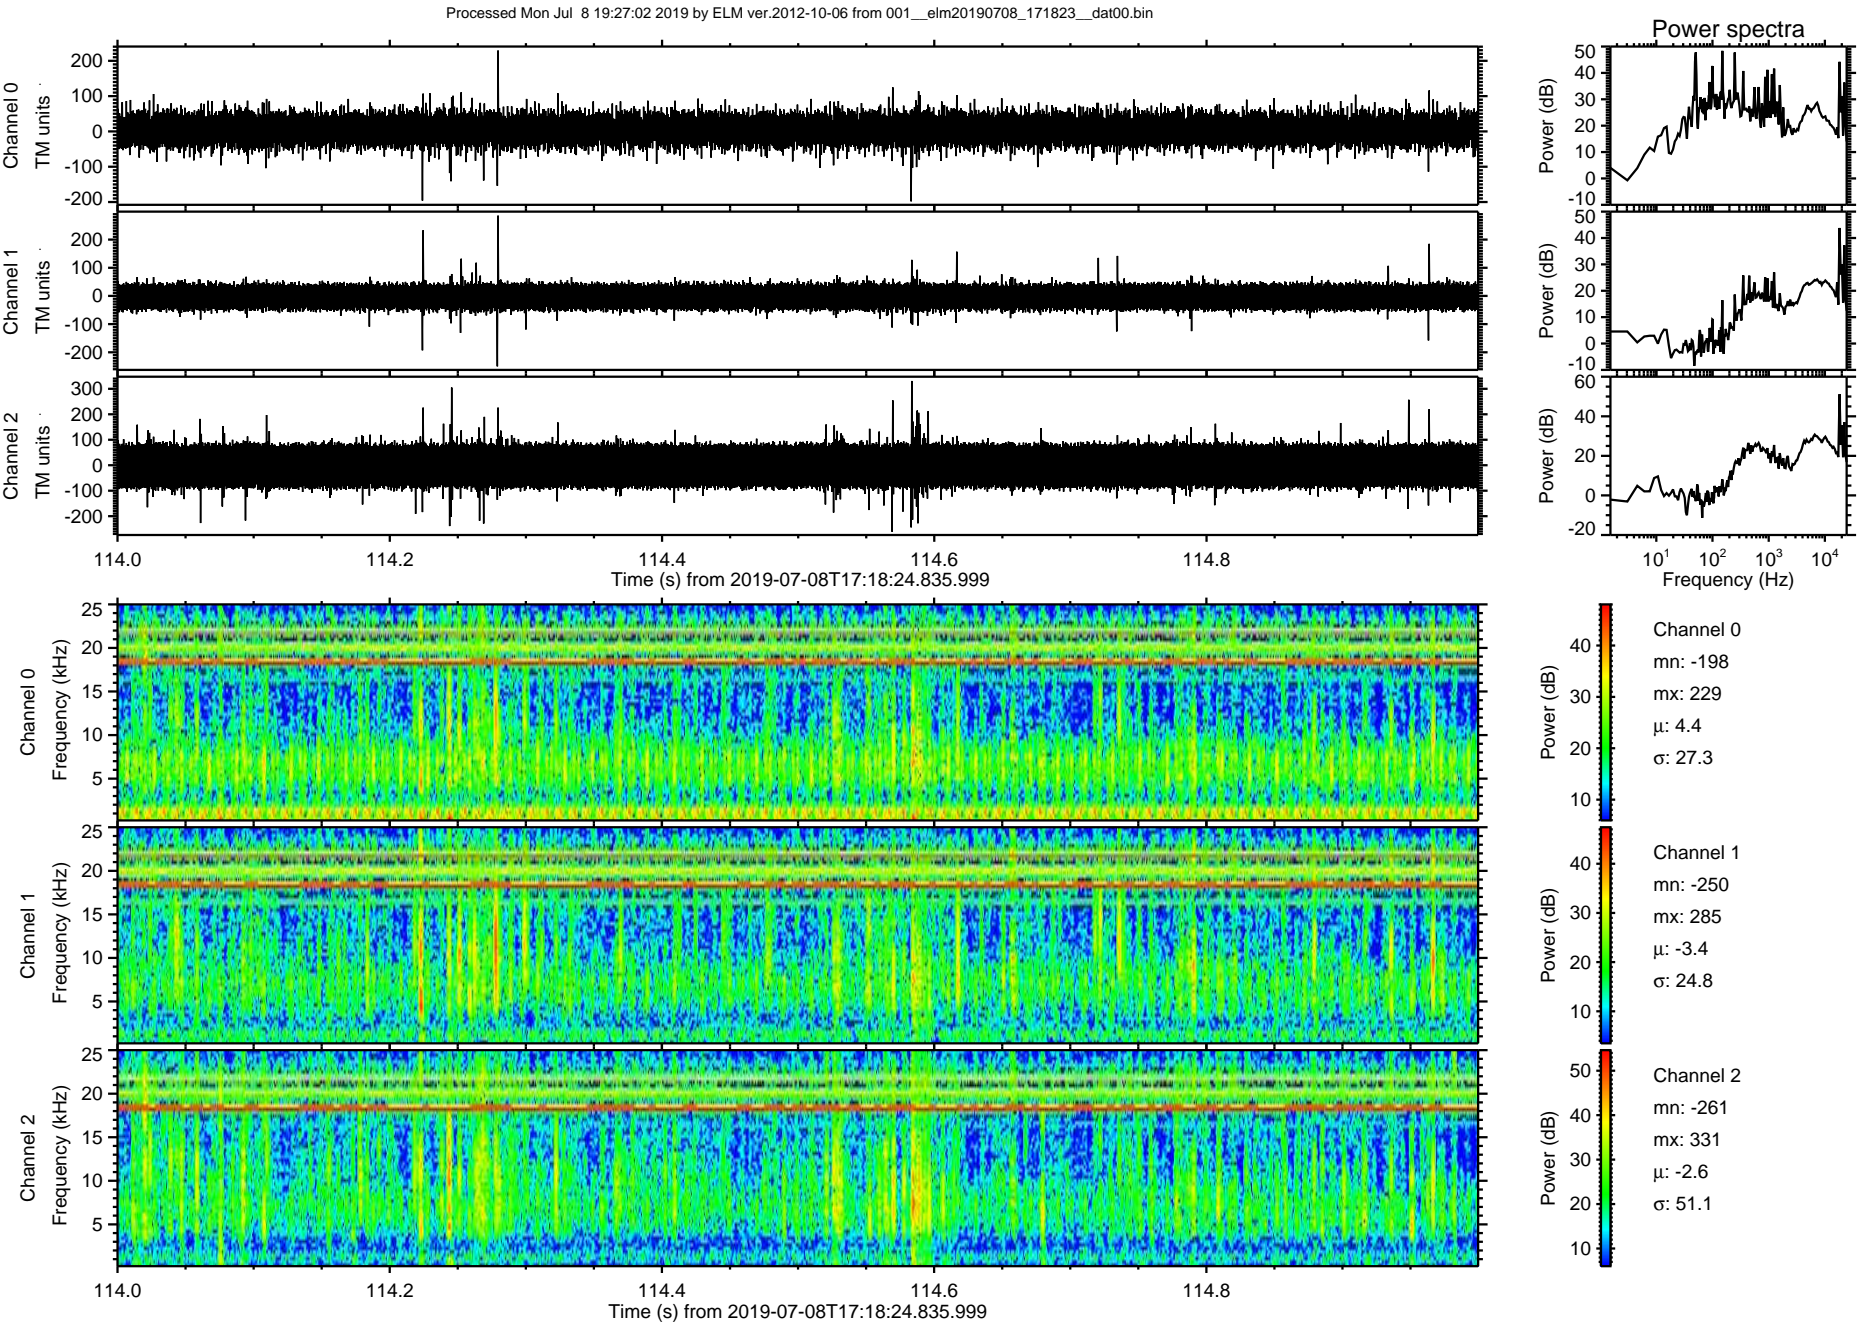 Processed Mon Jul  8 19:27:02 2019 by ELM ver.2012-10-06 from 001__elm20190708_171823__dat00.bin
Power spectra
Channel 0
TM units
200
100
0
-100
-200
Power (dB)
50
40
30
20
10
0
-10
Channel 1
TM units
200
100
0
-100
-200
Power (dB)
50
40
30
20
10
0
-10
Channel 2
TM units
300
200
100
0
-100
-200
Power (dB)
60
40
20
0
-20
114.0 114.2 114.4 114.6 114.8
Time (s) from 2019-07-08T17:18:24.835.999
10¹ 10² 10³ 10⁴
Frequency (Hz)
Channel 0
Frequency (kHz)
25
20
15
10
5
Power (dB)
40
30
20
10
Channel 0
mn: -198
mx: 229
μ: 4.4
σ: 27.3
Channel 1
Frequency (kHz)
25
20
15
10
5
Power (dB)
40
30
20
10
Channel 1
mn: -250
mx: 285
μ: -3.4
σ: 24.8
Channel 2
Frequency (kHz)
25
20
15
10
5
Power (dB)
50
40
30
20
10
Channel 2
mn: -261
mx: 331
μ: -2.6
σ: 51.1
114.0 114.2 114.4 114.6 114.8
Time (s) from 2019-07-08T17:18:24.835.999